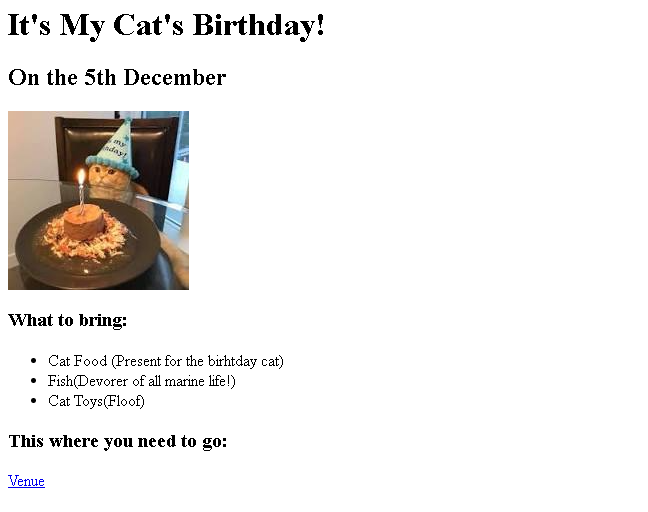 It's My Cat's Birthday!
On the 5th December
my
What to bring:
Cat Food (Present for the birhtday cat)
Fish(Devorer of all marine life!)
Cat Toys(Floof)
This where you need to go:
Venue